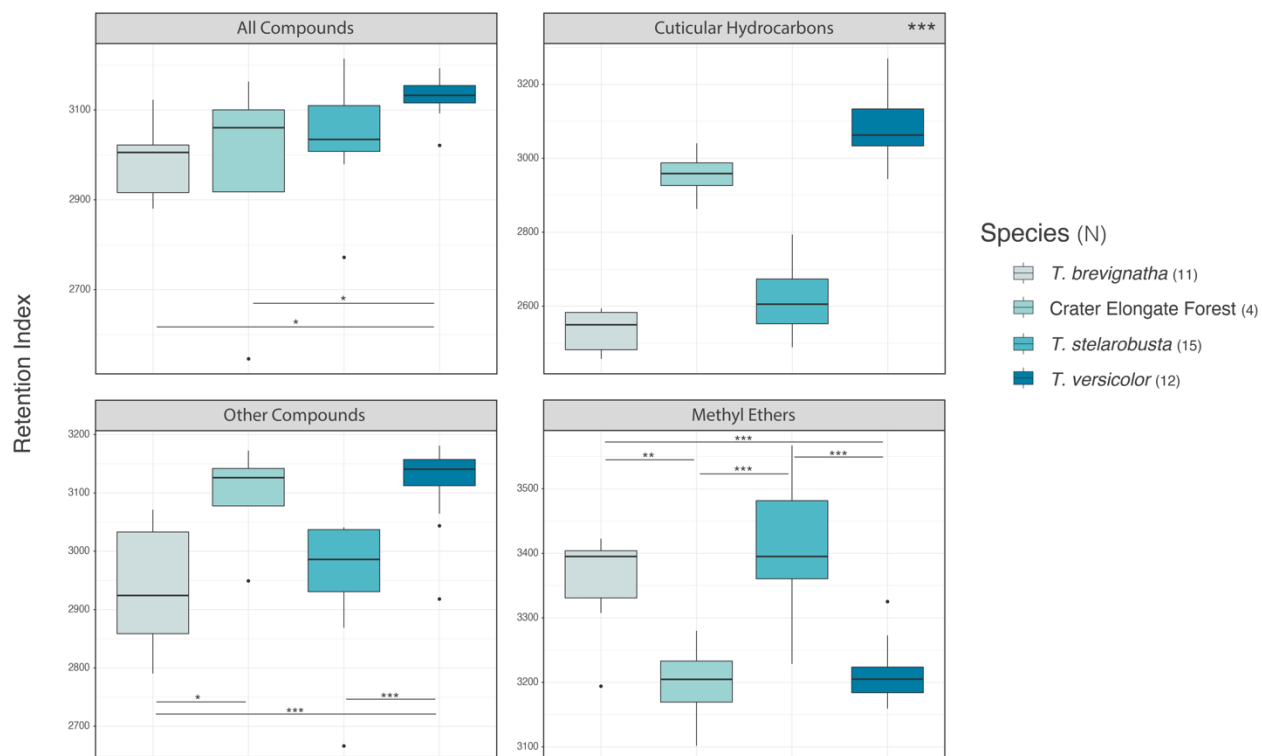 All Compounds
3100
2900
2700
*
*
Cuticular Hydrocarbons ***
3200
3000
2800
2600
Retention Index
Species (N)
T. brevignatha (11)
Crater Elongate Forest (4)
T. stelarobusta (15)
T. versicolor (12)
Other Compounds
3200
3100
3000
2900
2800
2700
*
***
***
Methyl Ethers
3500
3400
3300
3200
3100
***
**
***
***